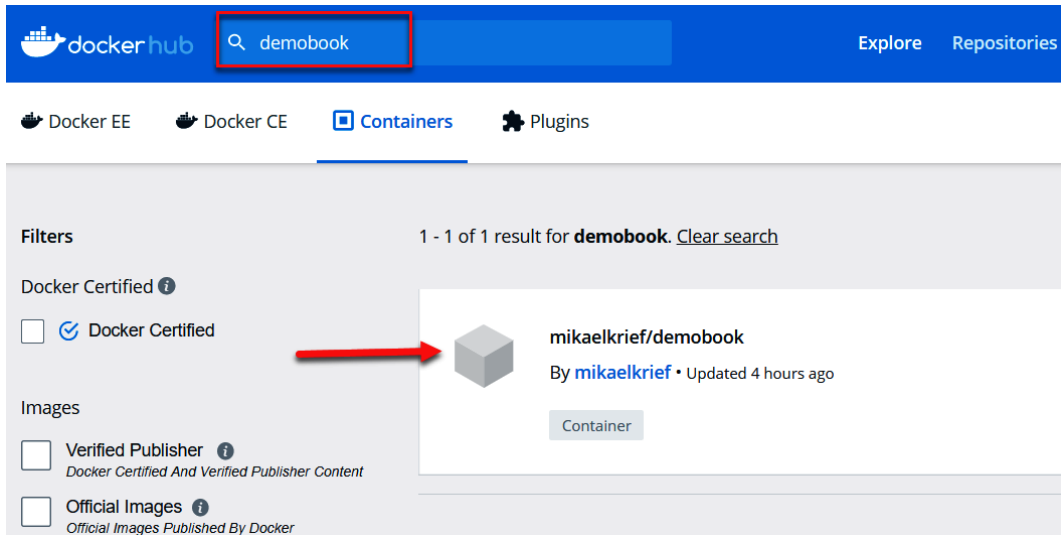 dockerhub demobook Explore Repositories
Docker EE Docker CE Containers Plugins
Filters
1 - 1 of 1 result for demobook. Clear search
Docker Certified
Docker Certified
mikaelkrief/demobook
By mikaelkrief • Updated 4 hours ago
Container
Images
Verified Publisher
Docker Certified And Verified Publisher Content
Official Images
Official Images Published By Docker